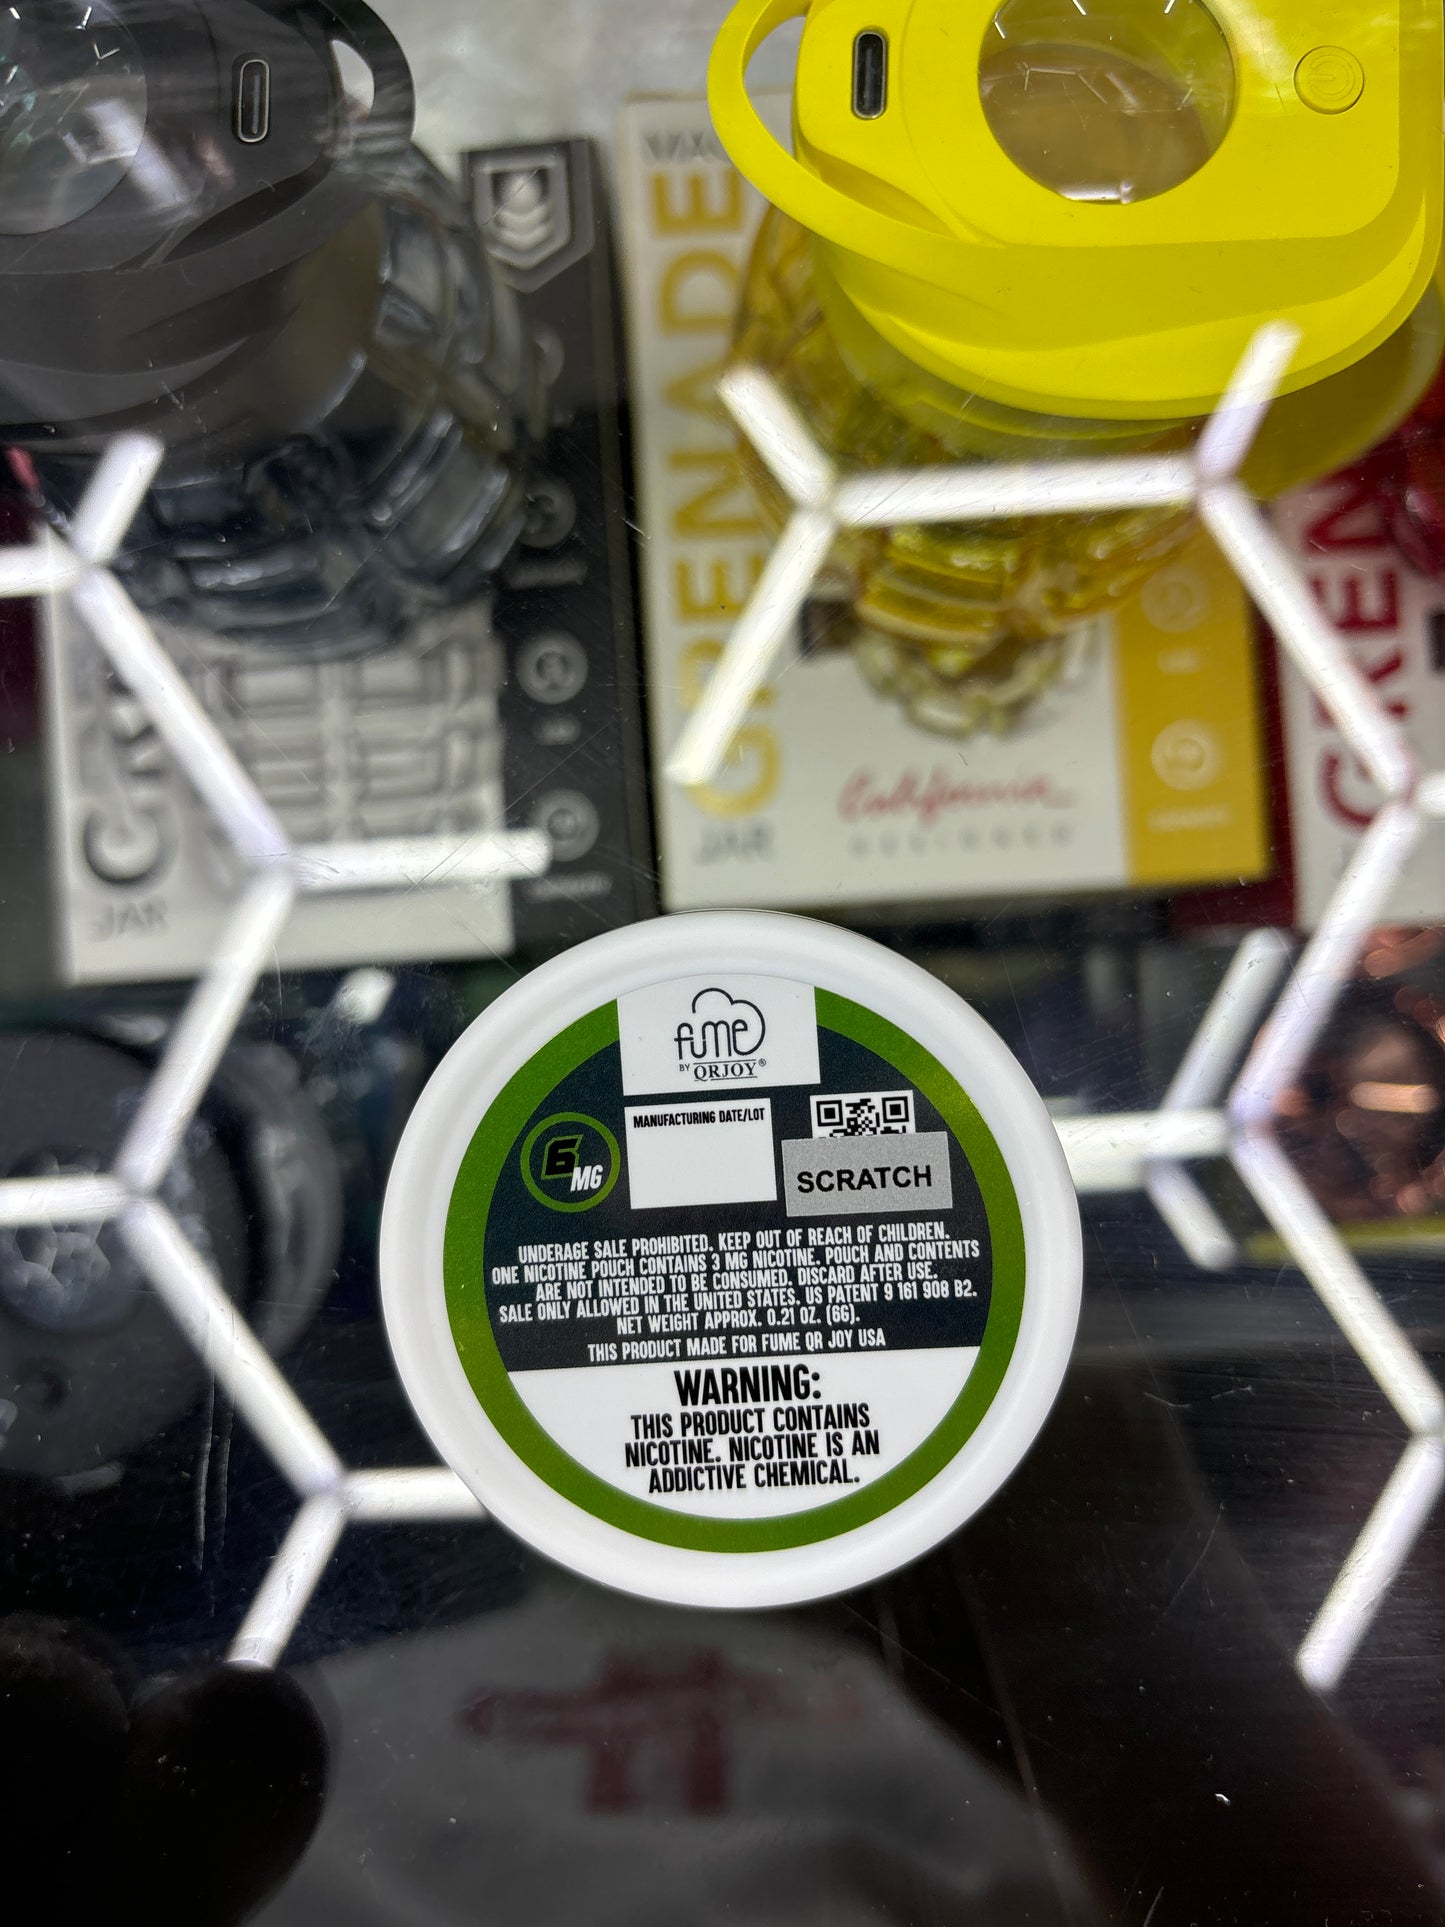 GRENADE
JAR
California
DESIGNED
JAR
fume
BY QRJOY®
MANUFACTURING DATE/LOT
6 MG
SCRATCH
UNDERAGE SALE PROHIBITED. KEEP OUT OF REACH OF CHILDREN.
ONE NICOTINE POUCH CONTAINS 3 MG NICOTINE. POUCH AND CONTENTS
ARE NOT INTENDED TO BE CONSUMED. DISCARD AFTER USE.
SALE ONLY ALLOWED IN THE UNITED STATES. US PATENT 9 161 908 B2.
NET WEIGHT APPROX. 0.21 OZ. (6G).
THIS PRODUCT MADE FOR FUME QR JOY USA
WARNING:
THIS PRODUCT CONTAINS
NICOTINE. NICOTINE IS AN
ADDICTIVE CHEMICAL.